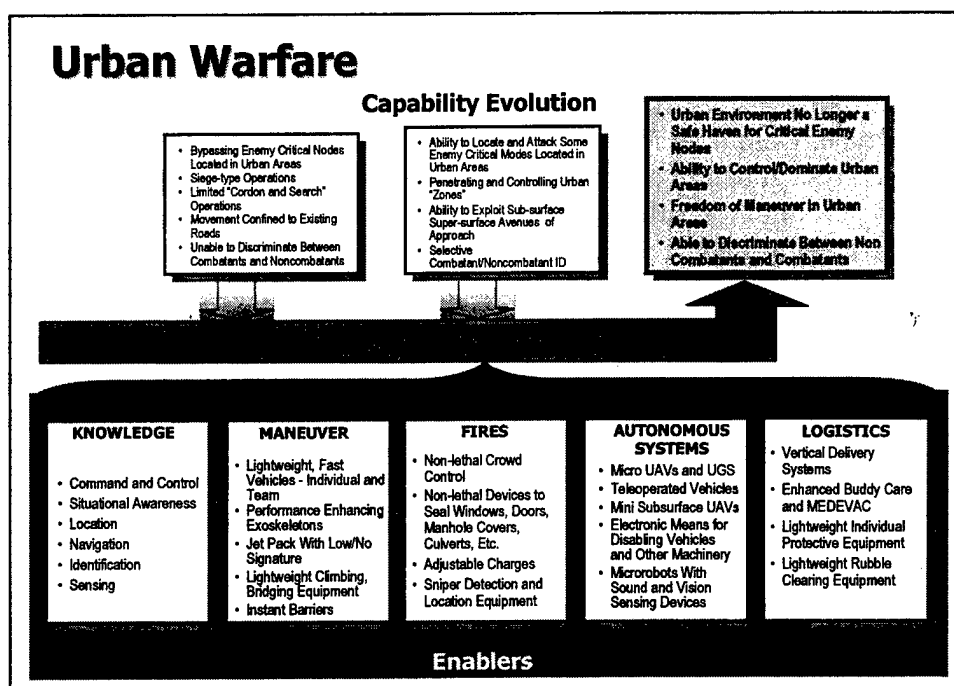 Urban Warfare
Capability Evolution
• Bypassing Enemy Critical Nodes
Located in Urban Areas
• Siege-type Operations
• Limited "Cordon and Search"
Operations
• Movement Confined to Existing
Roads
• Unable to Discriminate Between
Combatants and Noncombatants
• Ability to Locate and Attack Some
Enemy Critical Modes Located in
Urban Areas
• Penetrating and Controlling Urban
"Zones"
• Ability to Exploit Sub-surface
Super-surface Avenues of
Approach
• Selective
Combatant/Noncombatant ID
• Urban Environment No Longer a
Safe Haven for Critical Enemy
Nodes
• Ability to Control/Dominate Urban
Areas
• Freedom of Maneuver in Urban
Areas
• Able to Discriminate Between Non
Combatants and Combatants
KNOWLEDGE
• Command and Control
• Situational Awareness
• Location
• Navigation
• Identification
• Sensing
MANEUVER
• Lightweight, Fast
Vehicles - Individual and
Team
• Performance Enhancing
Exoskeletons
• Jet Pack With Low/No
Signature
• Lightweight Climbing,
Bridging Equipment
• Instant Barriers
FIRES
• Non-lethal Crowd
Control
• Non-lethal Devices to
Seal Windows, Doors,
Manhole Covers,
Culverts, Etc.
• Adjustable Charges
• Sniper Detection and
Location Equipment
AUTONOMOUS
SYSTEMS
• Micro UAVs and UGS
• Teleoperated Vehicles
• Mini Subsurface UAVs
• Electronic Means for
Disabling Vehicles
and Other Machinery
• Microrobots With
Sound and Vision
Sensing Devices
LOGISTICS
• Vertical Delivery
Systems
• Enhanced Buddy Care
and MEDEVAC
• Lightweight Individual
Protective Equipment
• Lightweight Rubble
Clearing Equipment
Enablers